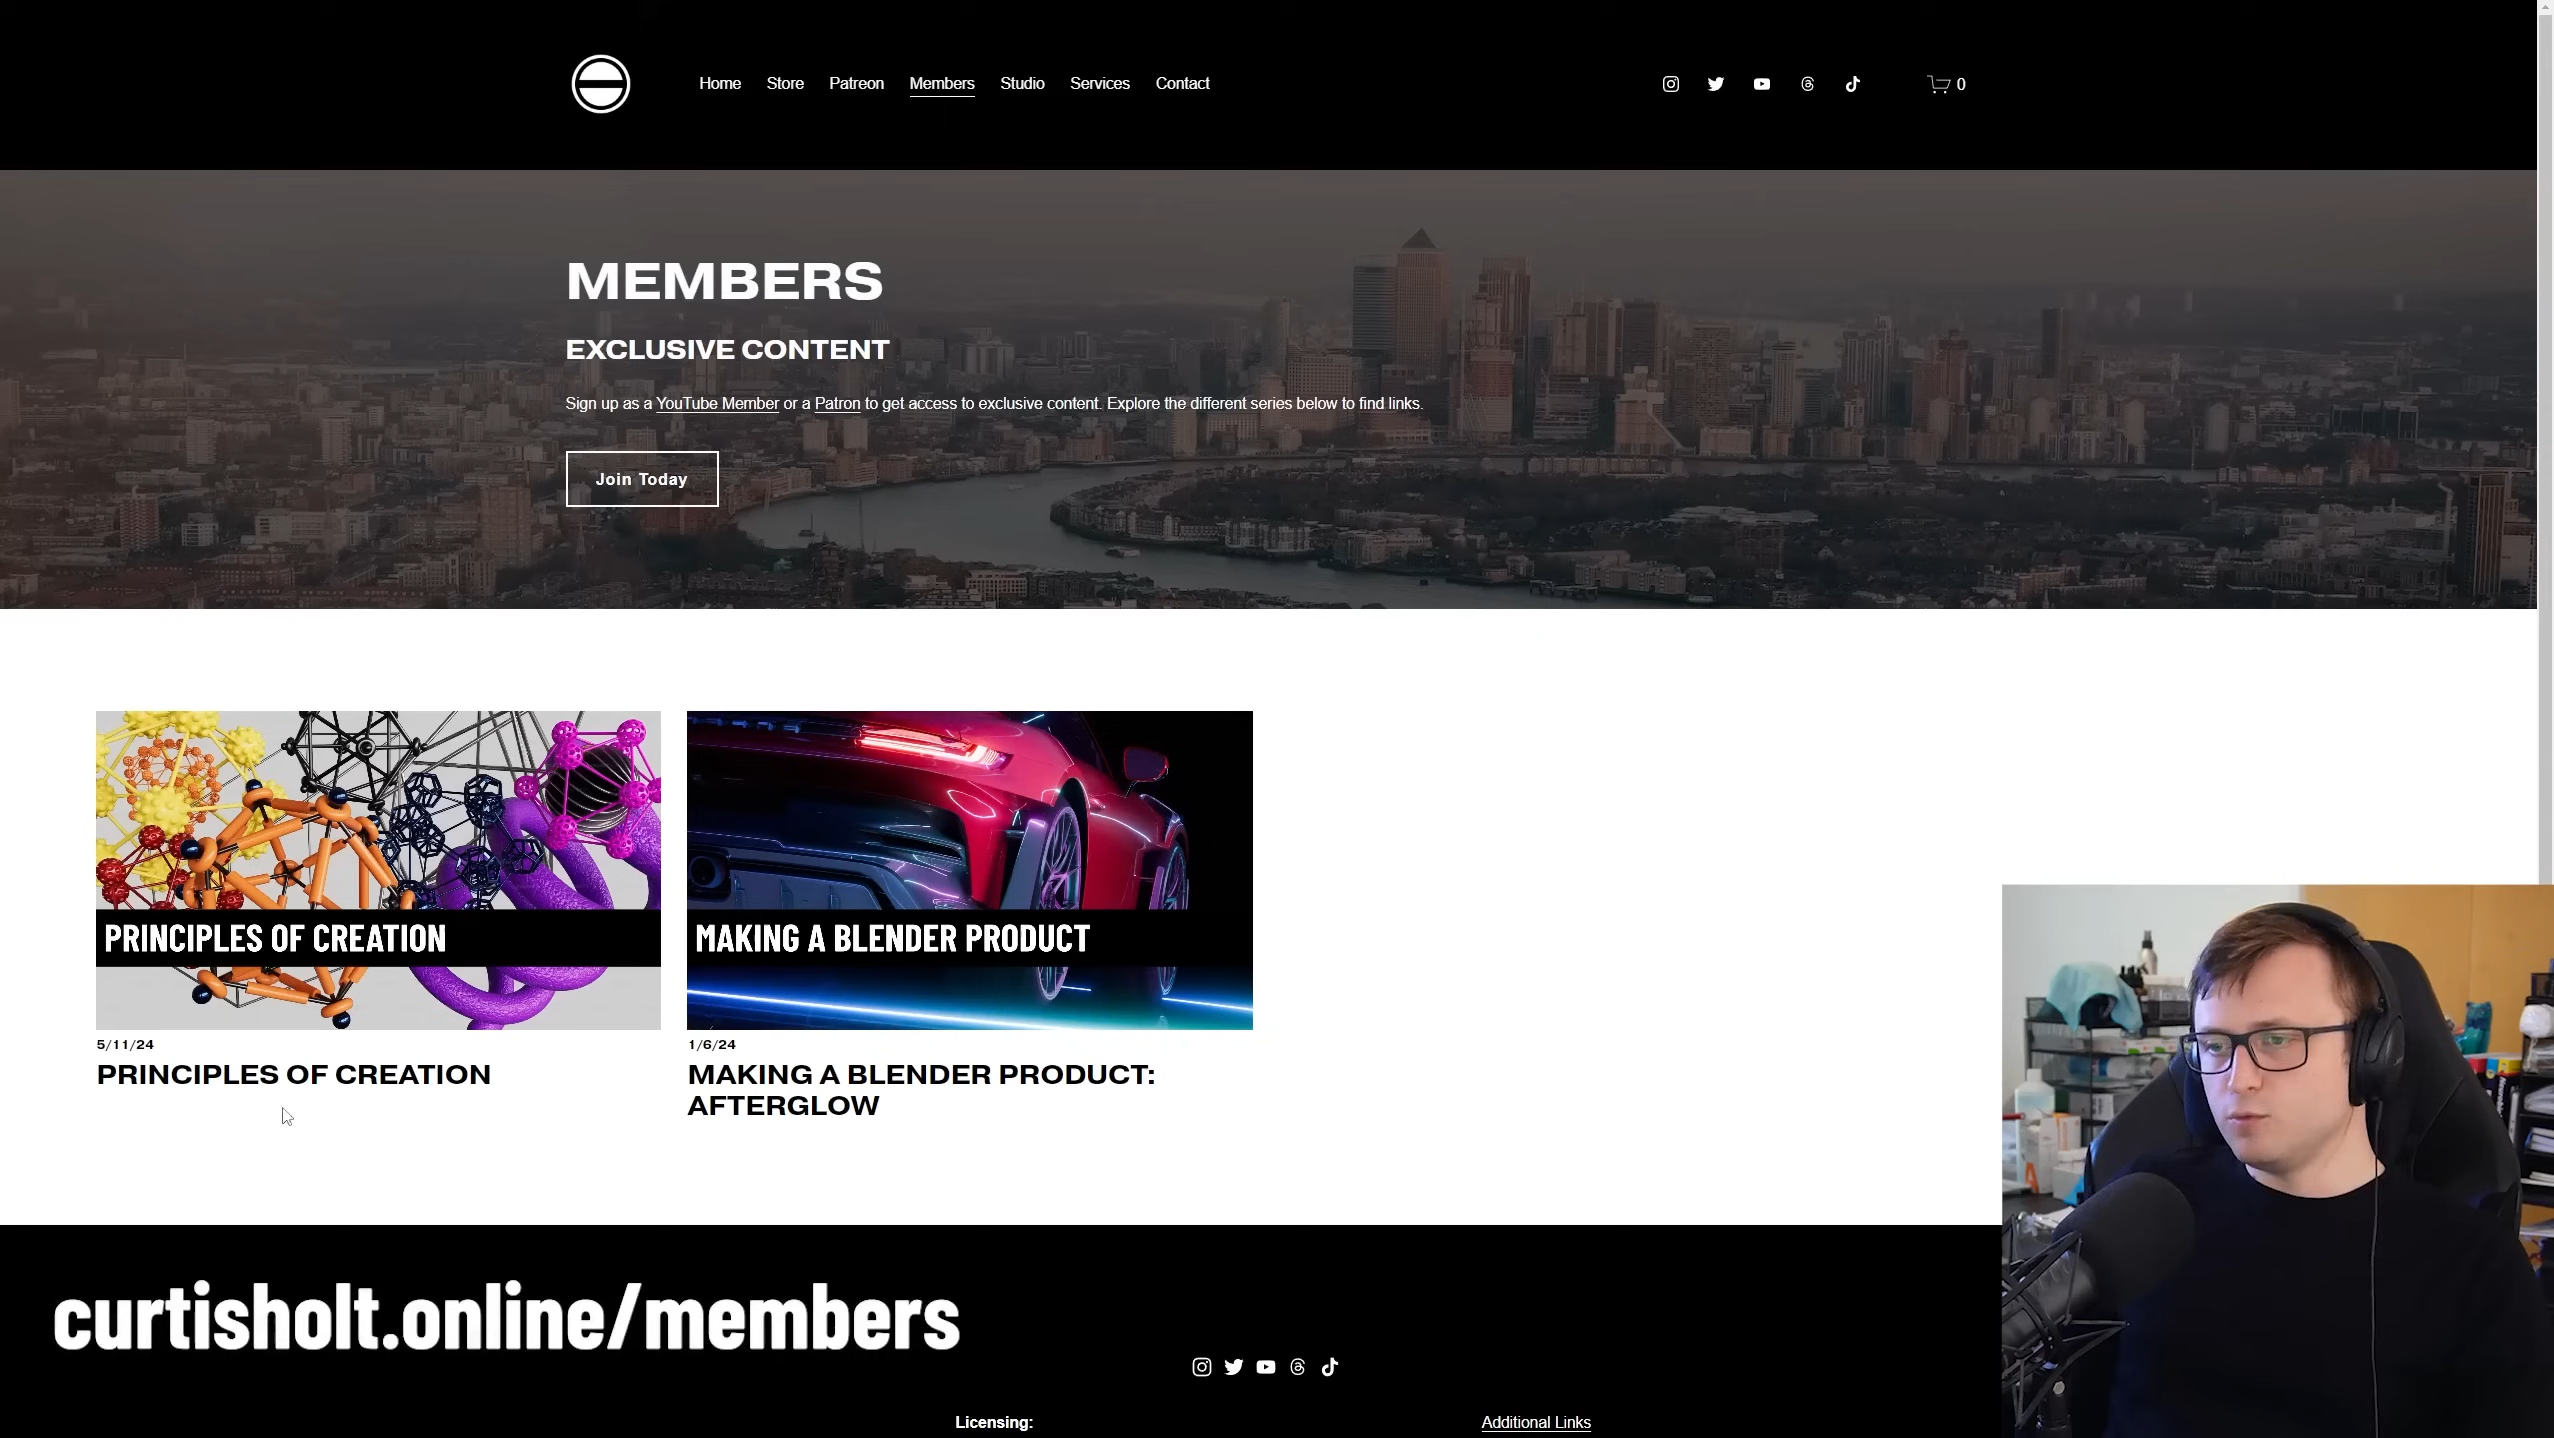 Home Store Patreon Members Studio Services Contact 0
MEMBERS
EXCLUSIVE CONTENT
Sign up as a YouTube Member or a Patron to get access to exclusive content. Explore the different series below to find links.
Join Today
PRINCIPLES OF CREATION
5/11/24
PRINCIPLES OF CREATION
MAKING A BLENDER PRODUCT
1/6/24
MAKING A BLENDER PRODUCT:
AFTERGLOW
curtisholt.online/members
Licensing:
Additional Links